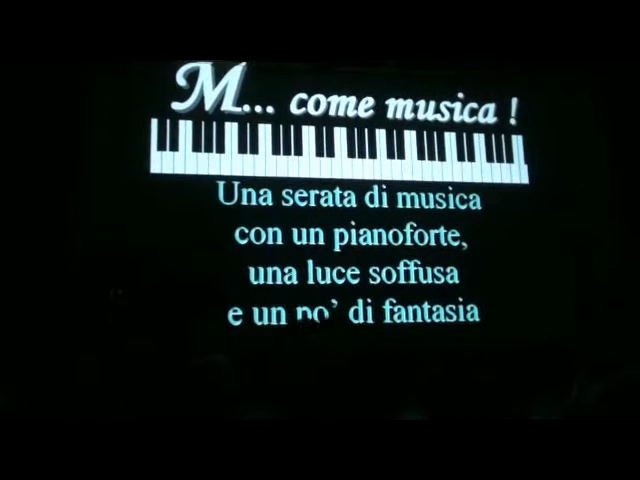 M... come musica !
Una serata di musica
con un pianoforte,
una luce soffusa
e un po' di fantasia